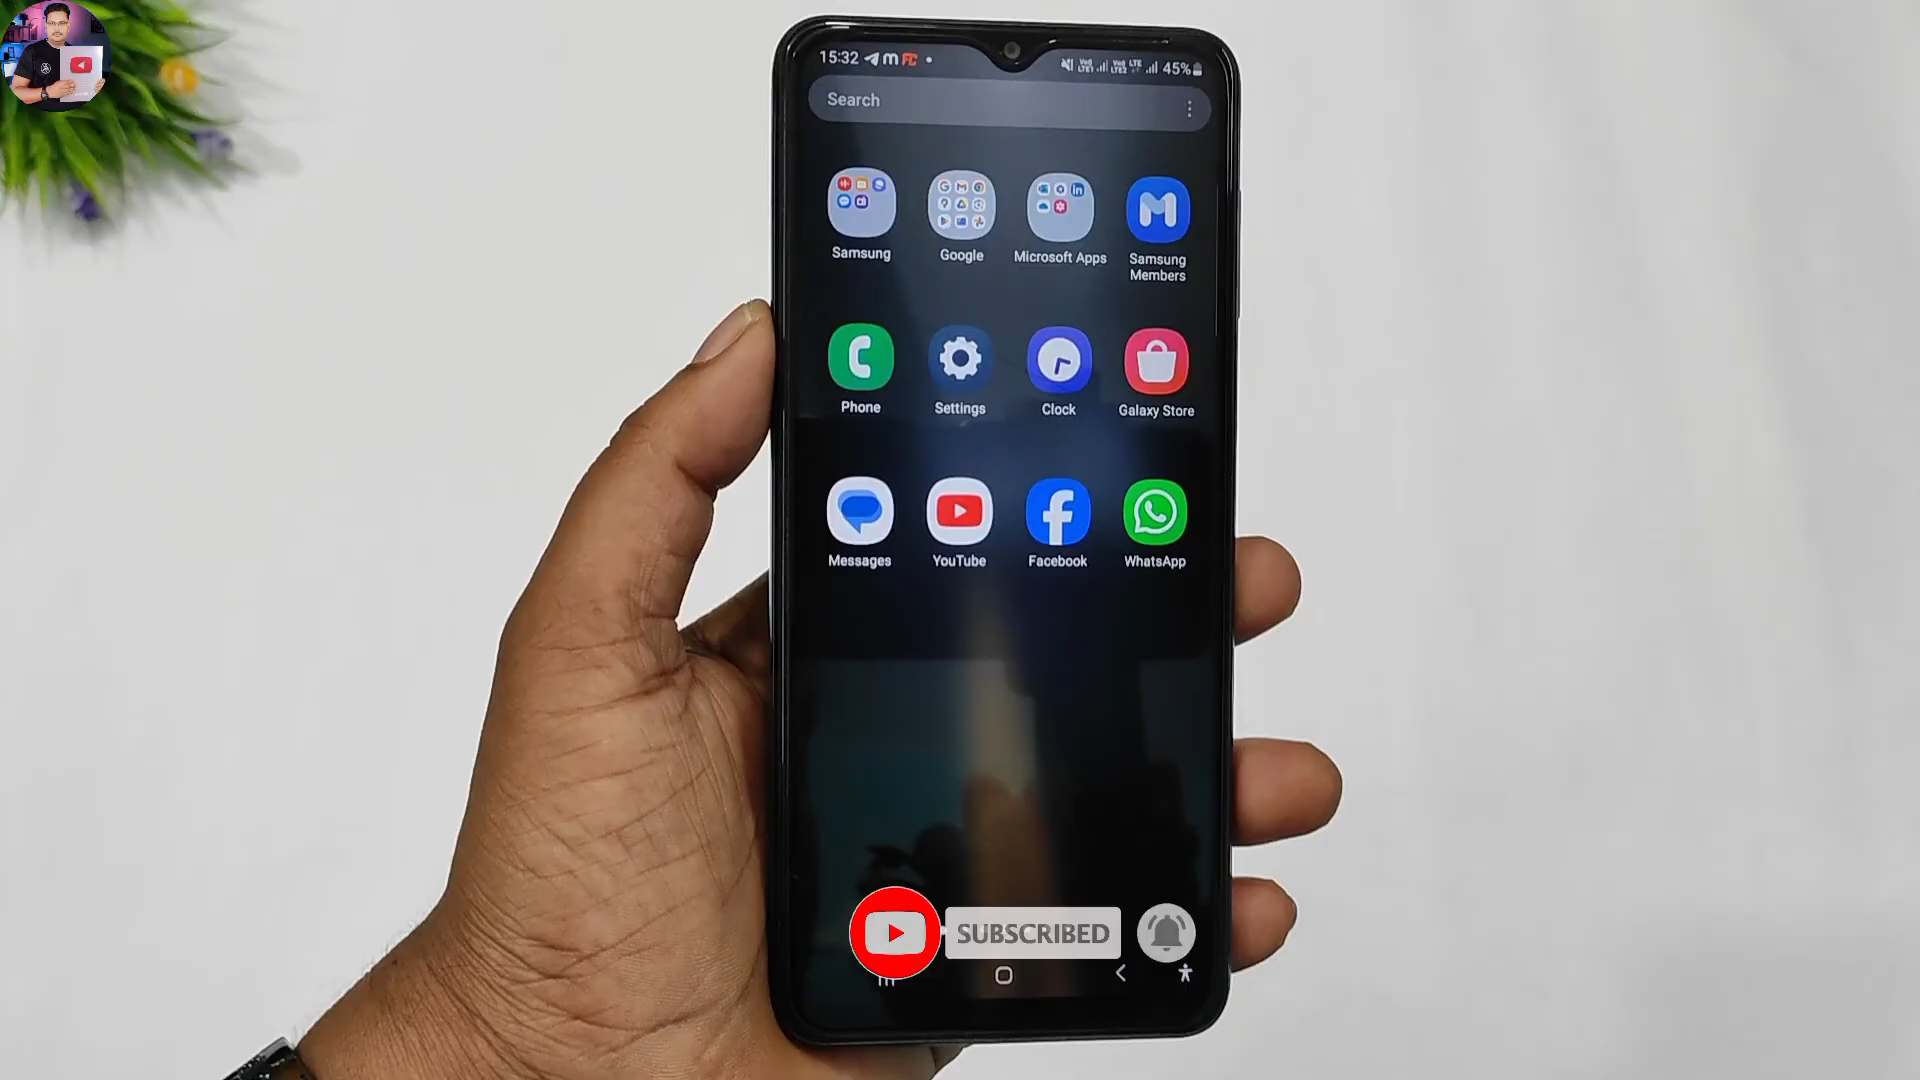 15:32
45%
Search
Samsung
Google
Microsoft Apps
Samsung
Members
Phone
Settings
Clock
Galaxy Store
Messages
YouTube
Facebook
WhatsApp
SUBSCRIBED